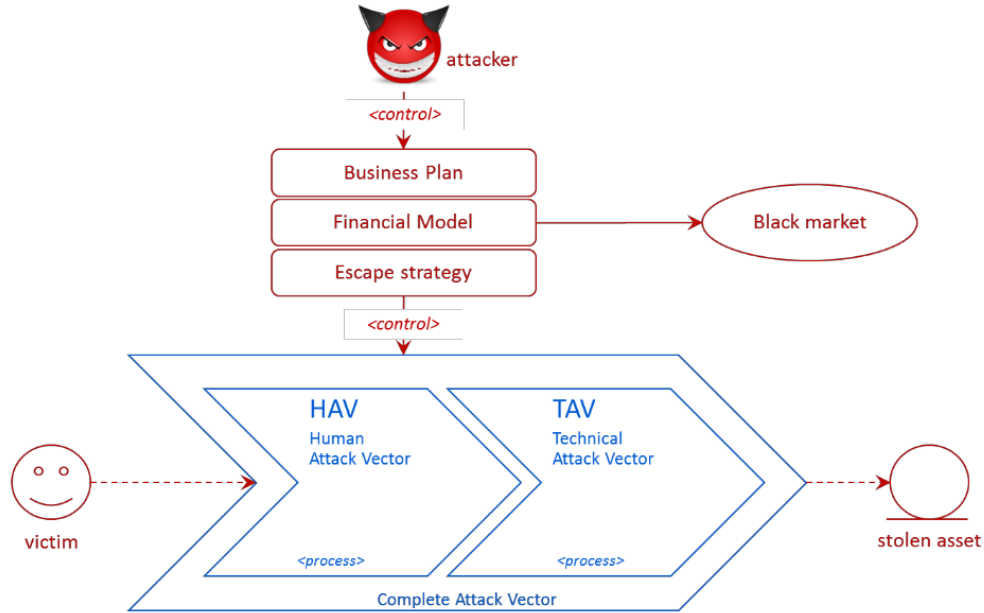 attacker
<control>
Business Plan
Financial Model
Black market
Escape strategy
<control>
HAV
Human
Attack Vector
<process>
TAV
Technical
Attack Vector
<process>
Complete Attack Vector
victim
stolen asset